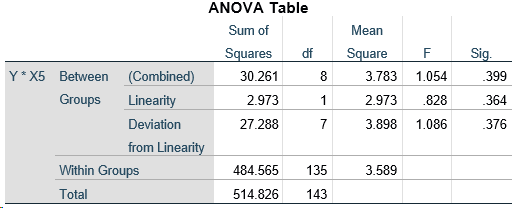 ANOVA Table
Sum of Squares df Mean Square F Sig.
Y * X5 Between Groups (Combined) 30.261 8 3.783 1.054 .399
Linearity 2.973 1 2.973 .828 .364
Deviation from Linearity 27.288 7 3.898 1.086 .376
Within Groups 484.565 135 3.589
Total 514.826 143